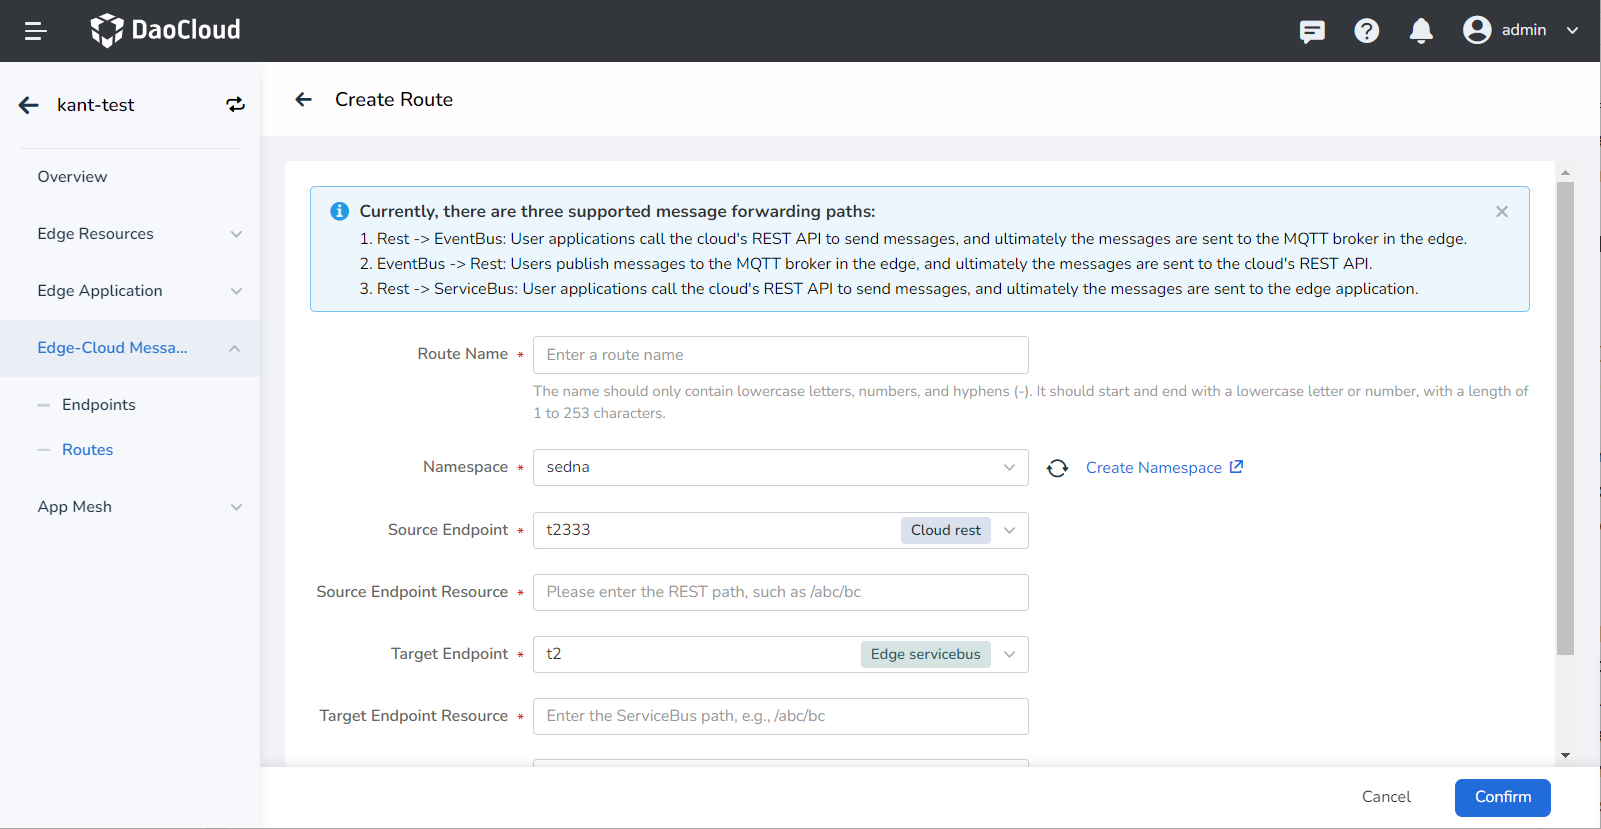 DaoCloud
admin
kant-test
Create Route
Overview
Edge Resources
Edge Application
Edge-Cloud Messa...
Endpoints
Routes
App Mesh
Currently, there are three supported message forwarding paths:
1. Rest -> EventBus: User applications call the cloud's REST API to send messages, and ultimately the messages are sent to the MQTT broker in the edge.
2. EventBus -> Rest: Users publish messages to the MQTT broker in the edge, and ultimately the messages are sent to the cloud's REST API.
3. Rest -> ServiceBus: User applications call the cloud's REST API to send messages, and ultimately the messages are sent to the edge application.
Route Name * Enter a route name
The name should only contain lowercase letters, numbers, and hyphens (-). It should start and end with a lowercase letter or number, with a length of
1 to 253 characters.
Namespace * sedna Create Namespace
Source Endpoint * t2333 Cloud rest
Source Endpoint Resource * Please enter the REST path, such as /abc/bc
Target Endpoint * t2 Edge servicebus
Target Endpoint Resource * Enter the ServiceBus path, e.g., /abc/bc
Cancel Confirm